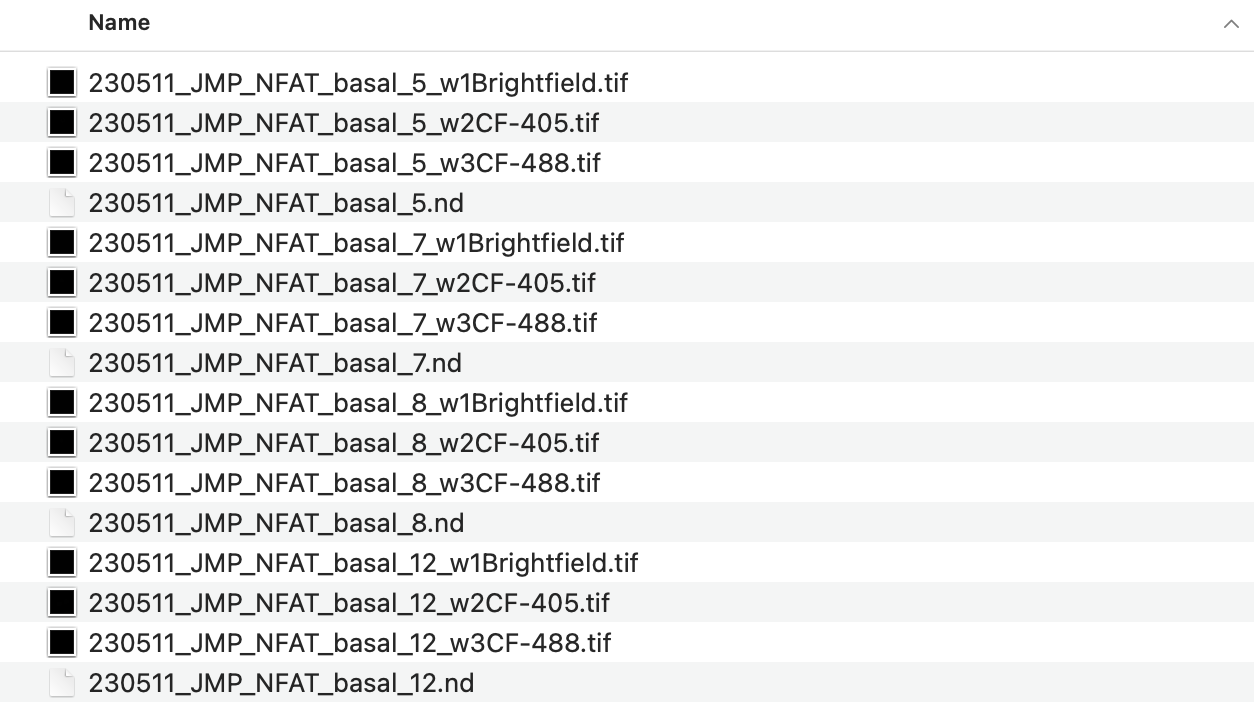 Name
230511_JMP_NFAT_basal_5_w1Brightfield.tif
230511_JMP_NFAT_basal_5_w2CF-405.tif
230511_JMP_NFAT_basal_5_w3CF-488.tif
230511_JMP_NFAT_basal_5.nd
230511_JMP_NFAT_basal_7_w1Brightfield.tif
230511_JMP_NFAT_basal_7_w2CF-405.tif
230511_JMP_NFAT_basal_7_w3CF-488.tif
230511_JMP_NFAT_basal_7.nd
230511_JMP_NFAT_basal_8_w1Brightfield.tif
230511_JMP_NFAT_basal_8_w2CF-405.tif
230511_JMP_NFAT_basal_8_w3CF-488.tif
230511_JMP_NFAT_basal_8.nd
230511_JMP_NFAT_basal_12_w1Brightfield.tif
230511_JMP_NFAT_basal_12_w2CF-405.tif
230511_JMP_NFAT_basal_12_w3CF-488.tif
230511_JMP_NFAT_basal_12.nd